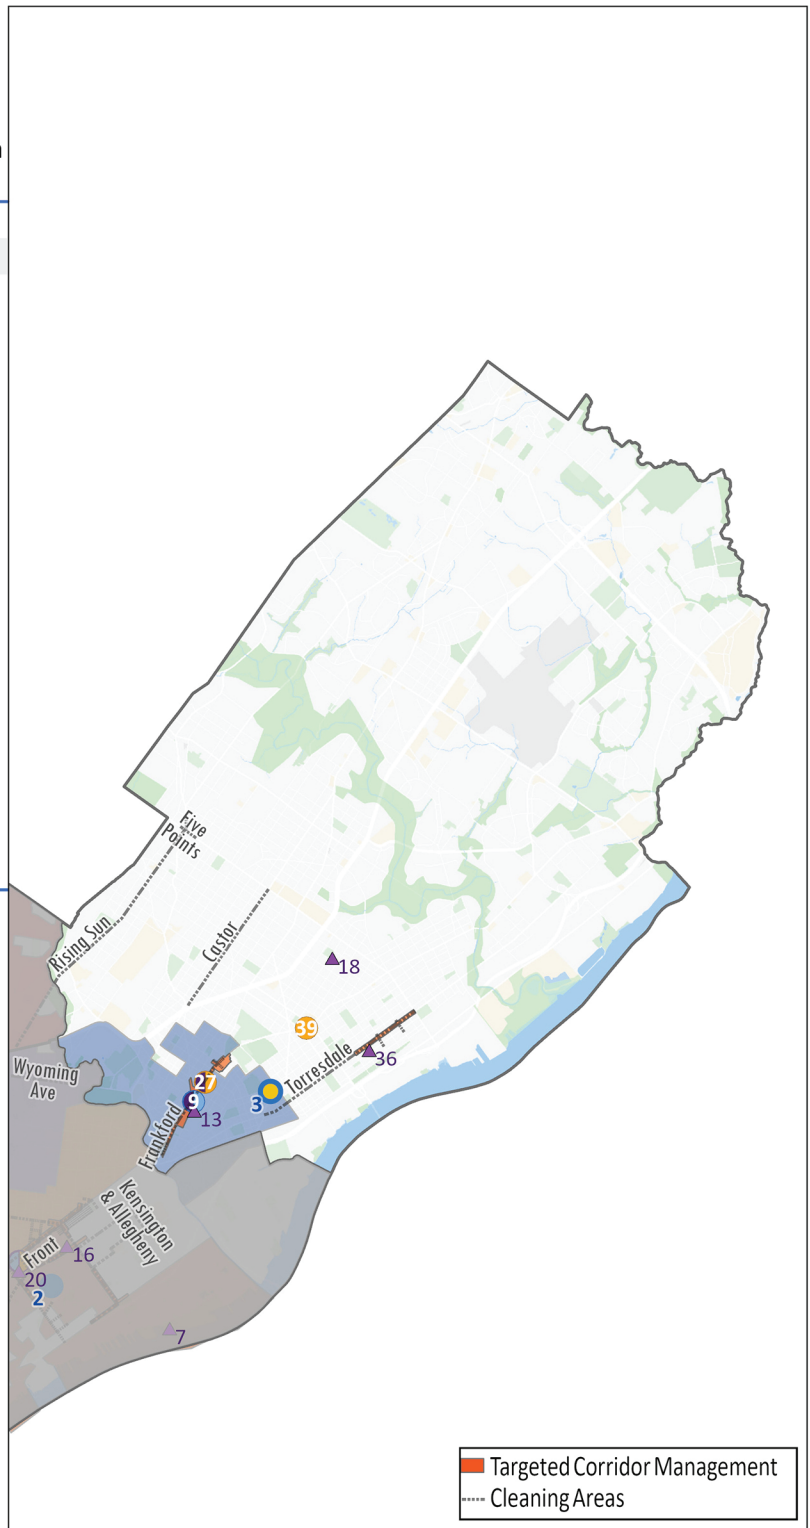 Five
Points
Rising Sun
Castor
18
39
Torresdale
36
Wyoming
Ave
27
9
3
13
Frankford
Kensington
& Allegheny
Front
16
20
2
7
Targeted Corridor Management
Cleaning Areas